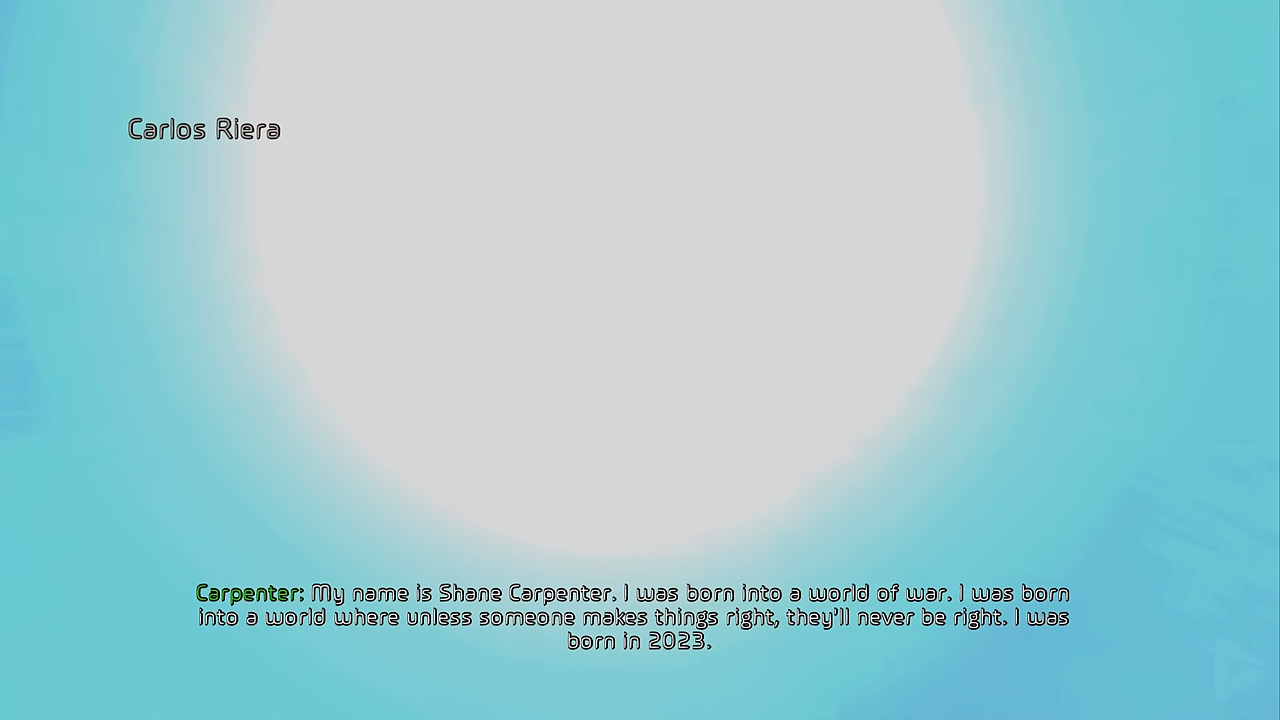 Carlos Riera
Carpenter: My name is Shane Carpenter. I was born into a world of war. I was born
into a world where unless someone makes things right, they'll never be right. I was
born in 2023.